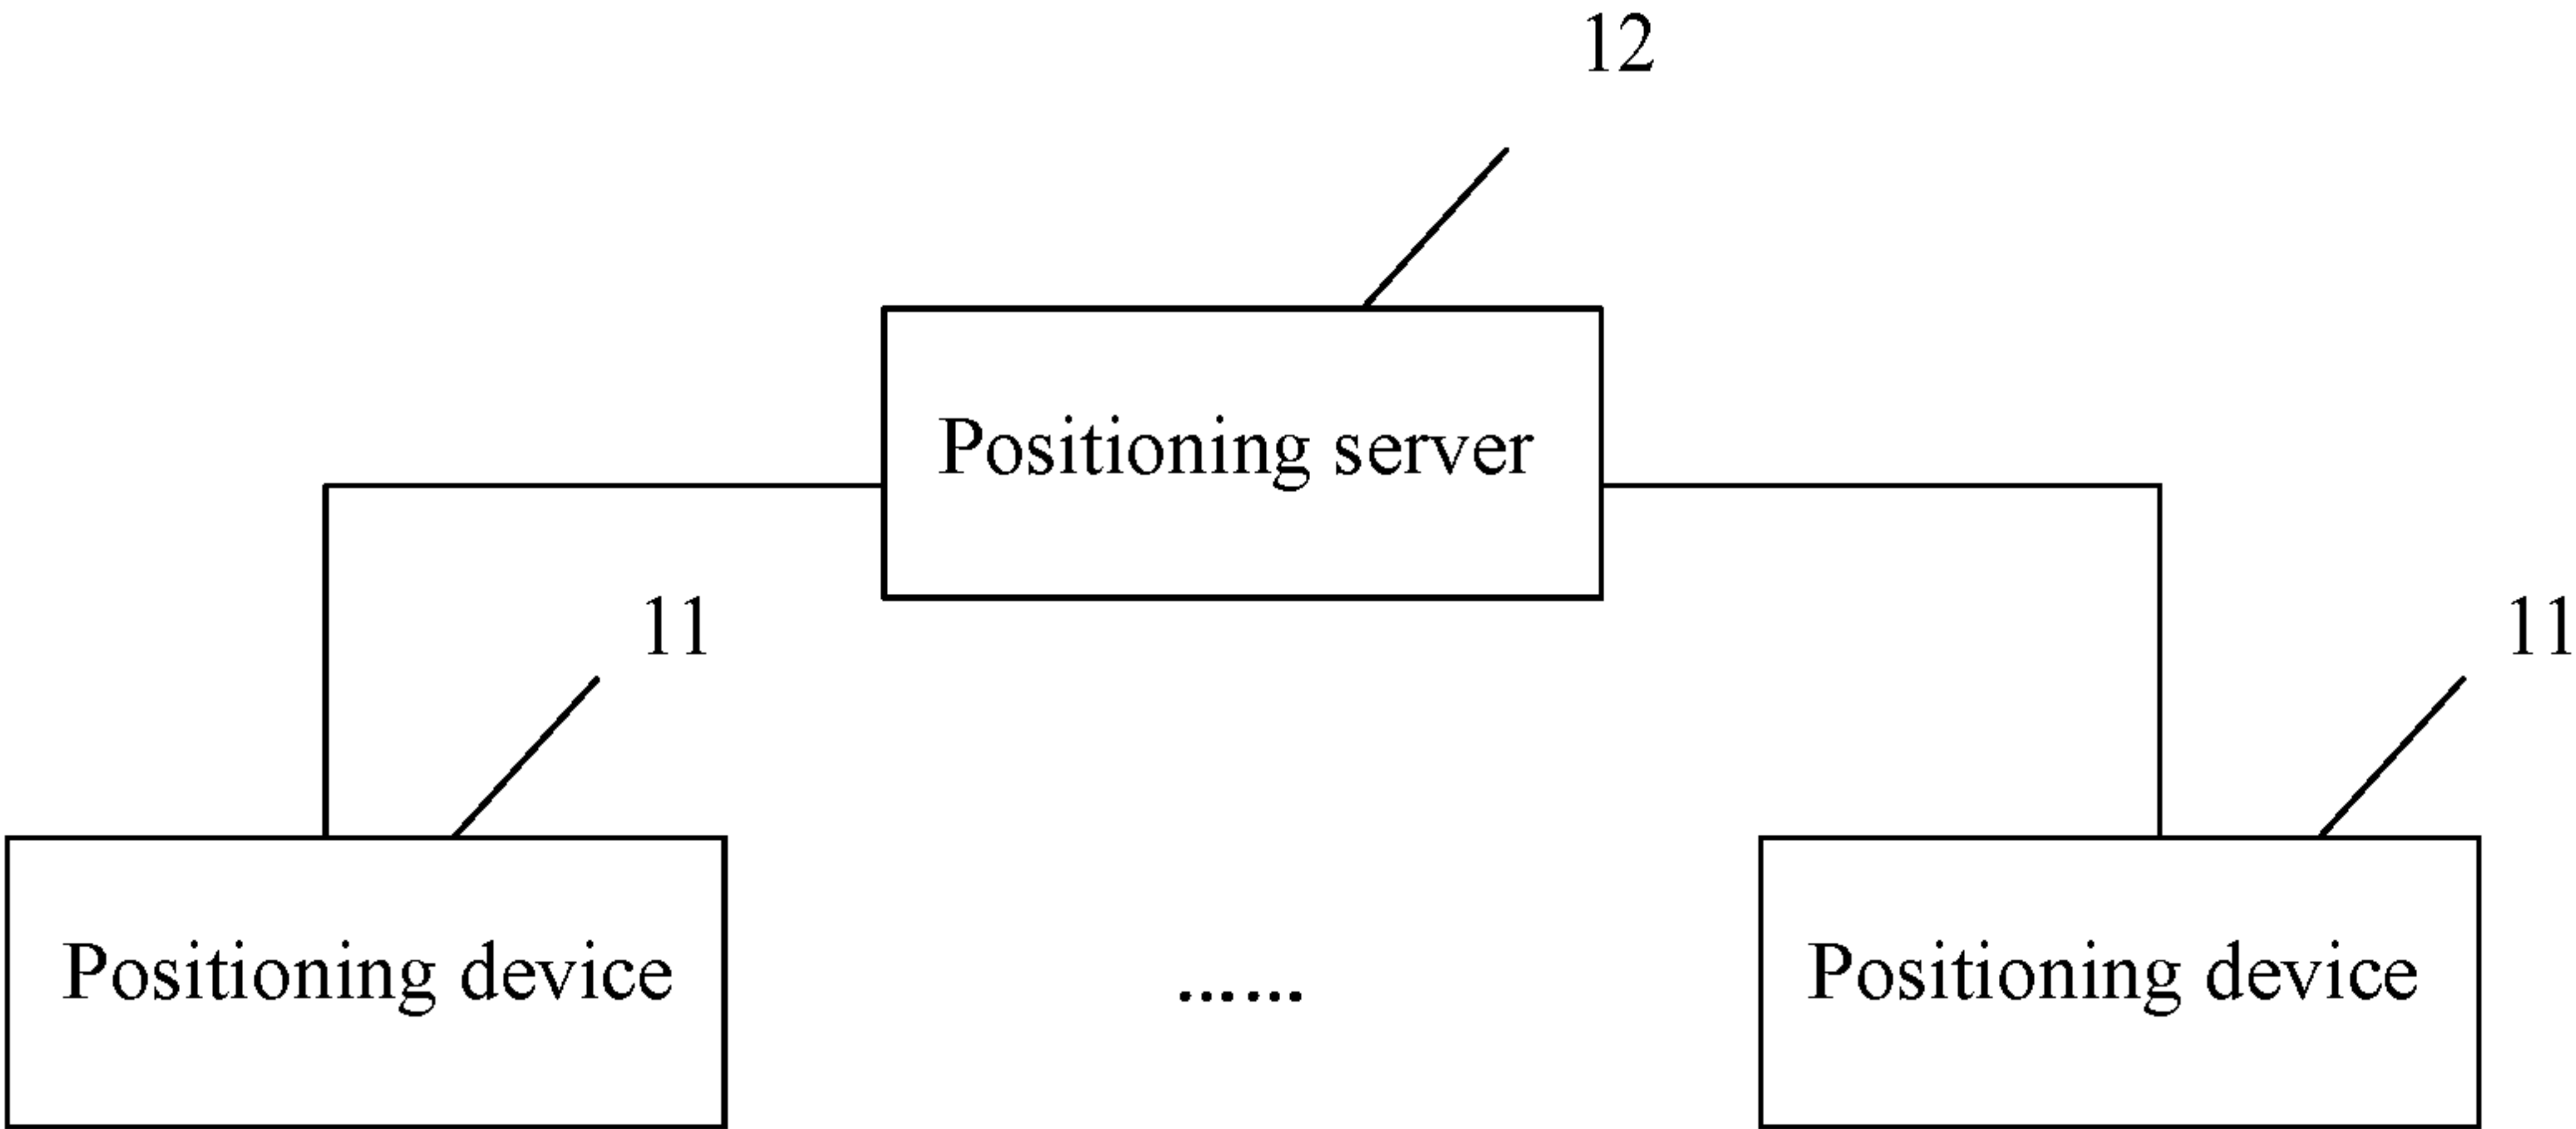 12
Positioning server
11
11
Positioning device
......
Positioning device